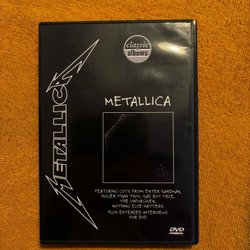 METALLICA
classic
albums
METALLICA
FEATURING CUTS FROM ENTER SANDMAN,
HOLIER THAN THOU, SAD BUT TRUE,
THE UNFORGIVEN,
NOTHING ELSE MATTERS.
PLUS EXTENDED INTERVIEWS
FOR DVD
DVD